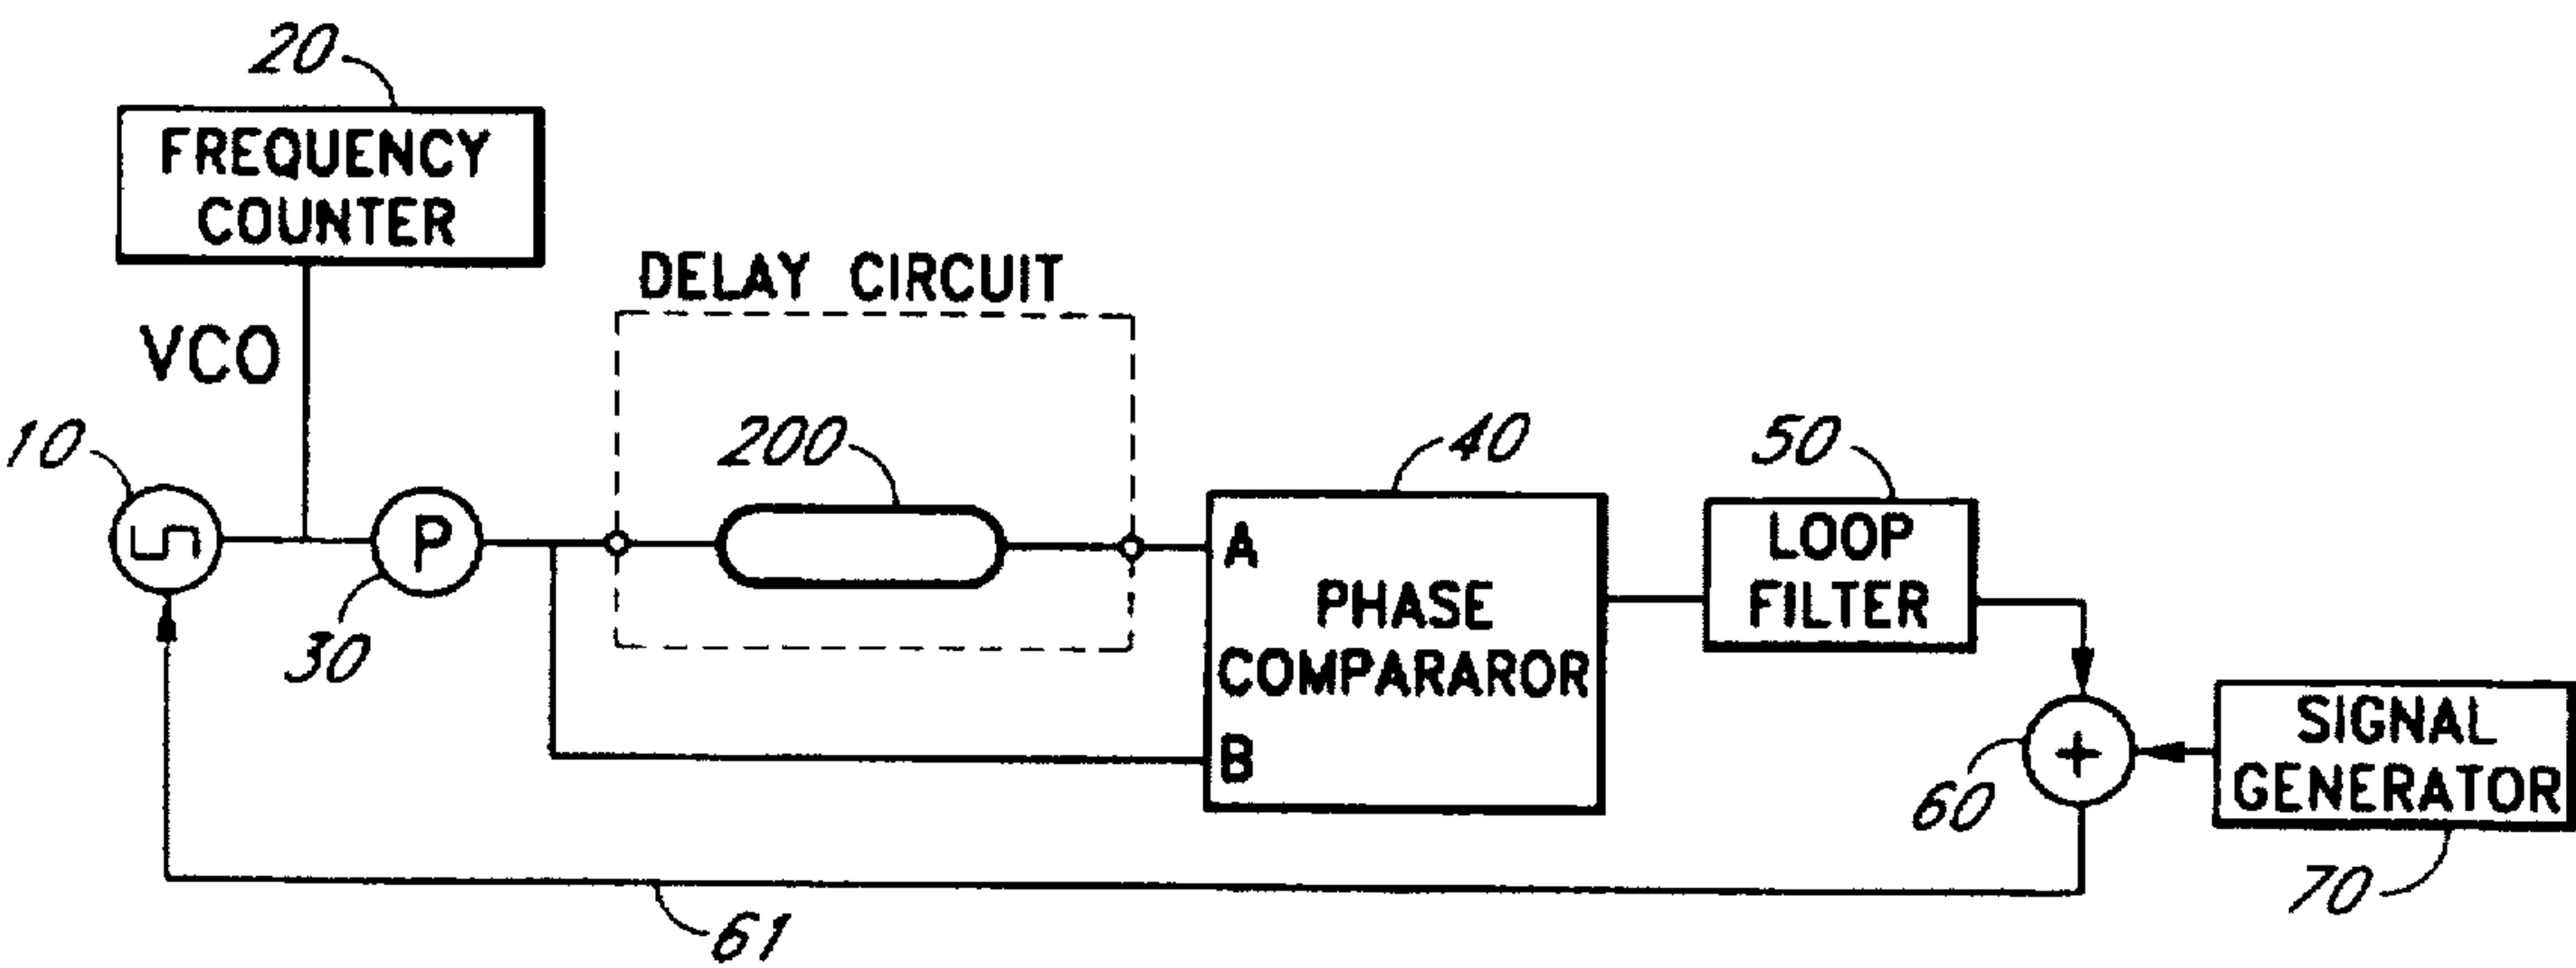 20
FREQUENCY
COUNTER
DELAY CIRCUIT
VCO
10
200
40
50
P
30
A
PHASE
COMPARAROR
B
LOOP
FILTER
+
60
SIGNAL
GENERATOR
70
61